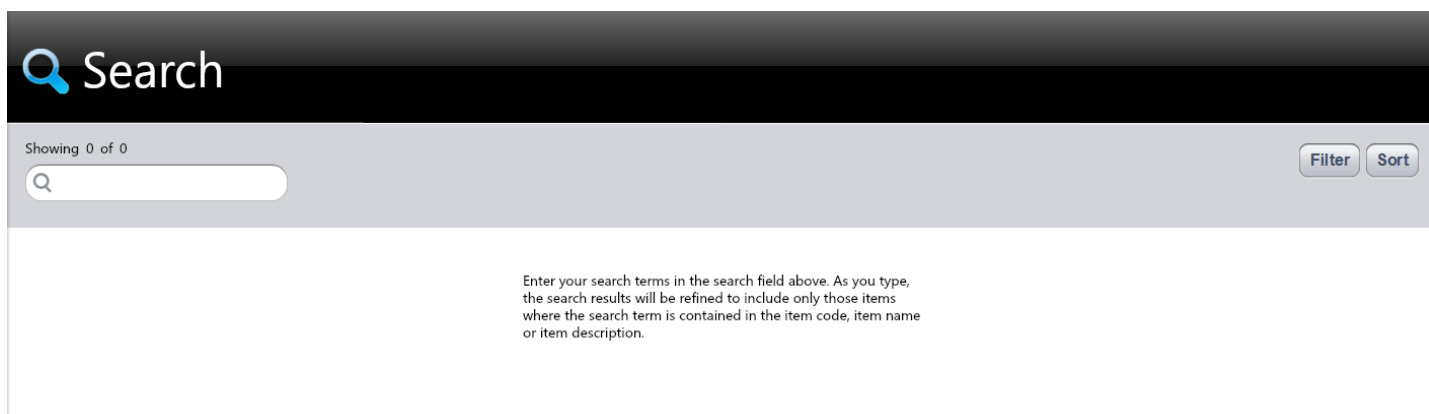 Search
Showing 0 of 0
Filter Sort
Enter your search terms in the search field above. As you type,
the search results will be refined to include only those items
where the search term is contained in the item code, item name
or item description.